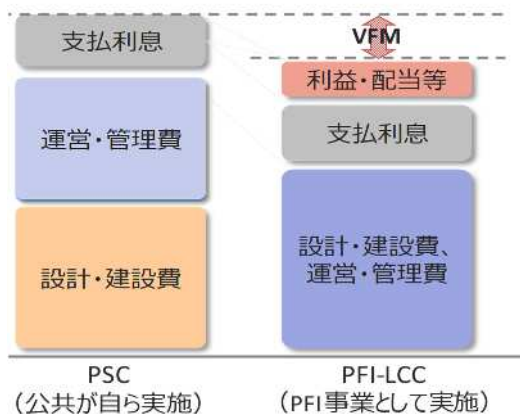 支払利息
運営・管理費
設計・建設費
PSC
(公共が自ら実施)
VFM
利益・配当等
支払利息
設計・建設費、
運営・管理費
PFI-LCC
(PFI事業として実施)